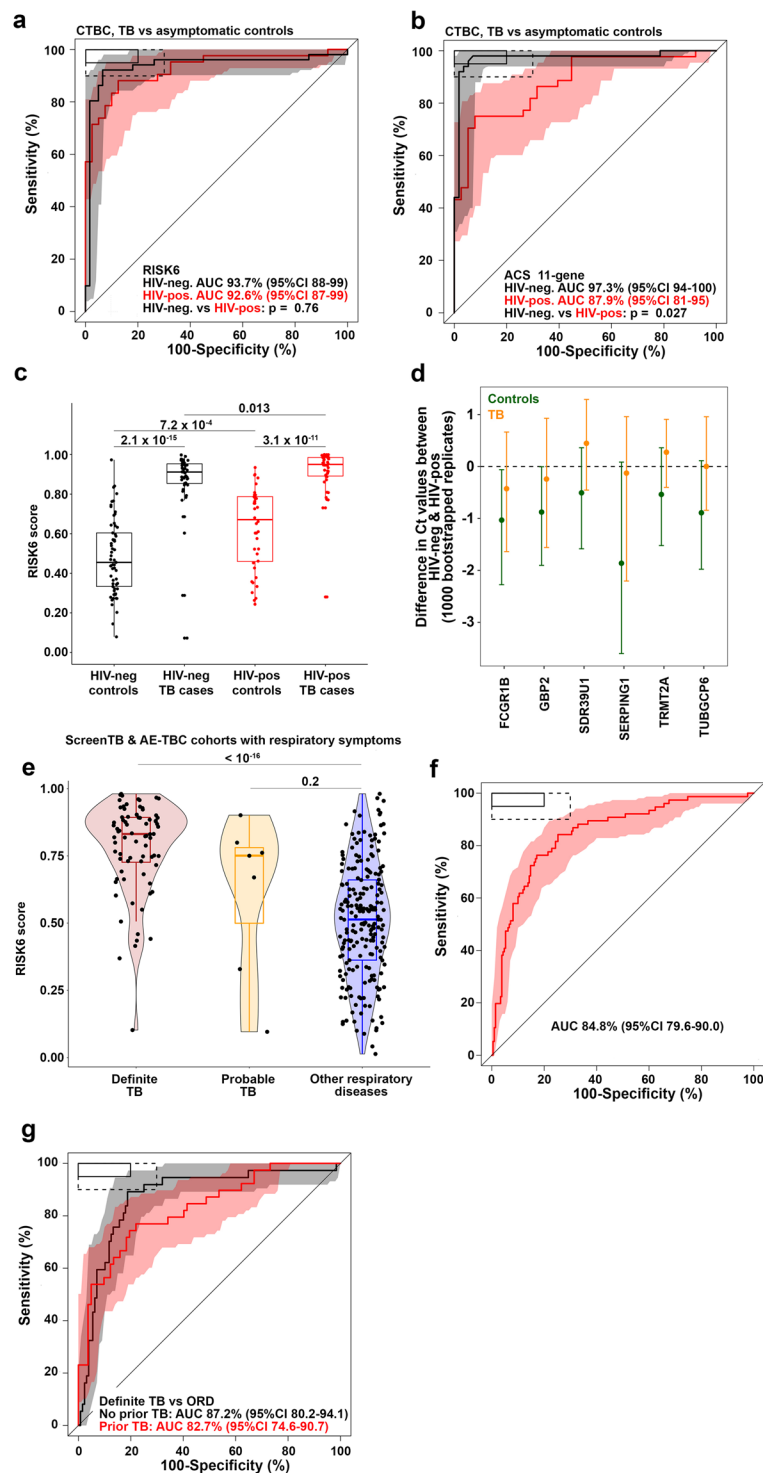 a
CTBC, TB vs asymptomatic controls
100
80
60
40
20
0
Sensitivity (%)
RISK6
HIV-neg. AUC 93.7% (95%CI 88-99)
HIV-pos. AUC 92.6% (95%CI 87-99)
HIV-neg. vs HIV-pos: p = 0.76
0 20 40 60 80 100
100-Specificity (%)
b
CTBC, TB vs asymptomatic controls
100
80
60
40
20
0
Sensitivity (%)
ACS 11-gene
HIV-neg. AUC 97.3% (95%CI 94-100)
HIV-pos. AUC 87.9% (95%CI 81-95)
HIV-neg. vs HIV-pos: p = 0.027
0 20 40 60 80 100
100-Specificity (%)
c
0.013
7.2 x 10-4
2.1 x 10-15
3.1 x 10-11
1.00
0.80
0.60
0.40
0.20
0.00
RISK6 score
HIV-neg controls
HIV-neg TB cases
HIV-pos controls
HIV-pos TB cases
d
Controls
TB
1
0
-1
-2
-3
Difference in Ct values between
HIV-neg & HIV-pos
(1000 bootstrapped replicates)
FCGR1B
GBP2
SDR39U1
SERPING1
TRMT2A
TUBGCP6
ScreenTB & AE-TBC cohorts with respiratory symptoms
e
< 10-16
0.2
1.00
0.75
0.50
0.25
0.00
RISK6 score
Definite TB
Probable TB
Other respiratory diseases
f
100
80
60
40
20
0
Sensitivity (%)
AUC 84.8% (95%CI 79.6-90.0)
0 20 40 60 80 100
100-Specificity (%)
g
100
80
60
40
20
0
Sensitivity (%)
Definite TB vs ORD
No prior TB: AUC 87.2% (95%CI 80.2-94.1)
Prior TB: AUC 82.7% (95%CI 74.6-90.7)
0 20 40 60 80 100
100-Specificity (%)